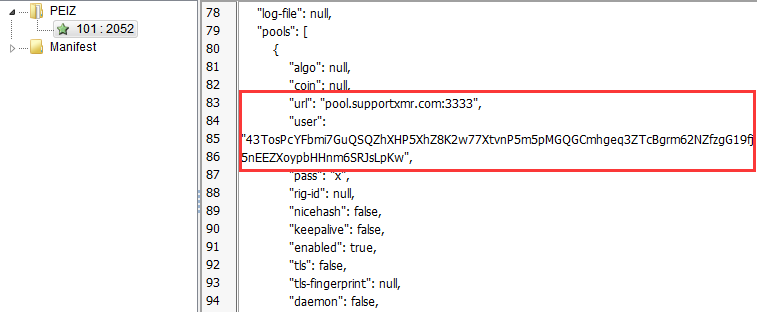 PEIZ
101 : 2052
Manifest
78 "log-file": null,
79 "pools": [
80 {
81 "algo": null,
82 "coin": null,
83 "url": "pool.supportxmr.com:3333",
84 "user":
85 "43TosPcYFbmi7GuQSQZhXHP5XhZ8K2w77XtvnP5m5pMGQGCmhgeq3ZTcBgrm62NZfzgG19fj
86 5nEEZXoypbHHnm6SRJsLpKw",
87 "pass": "x",
88 "rig-id": null,
89 "nicehash": false,
90 "keepalive": false,
91 "enabled": true,
92 "tls": false,
93 "tls-fingerprint": null,
94 "daemon": false,